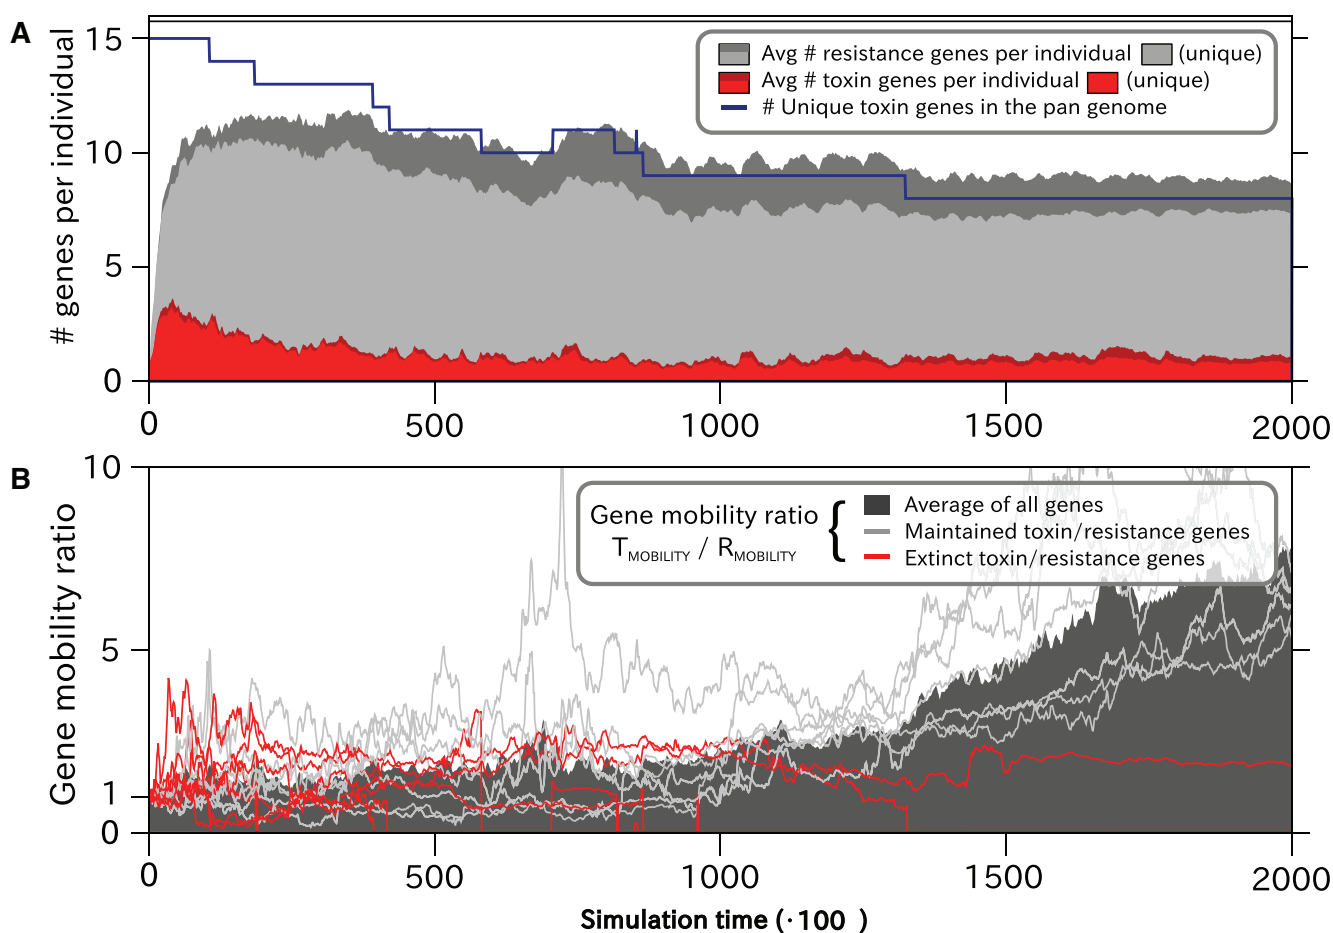 A
# genes per individual
15
10
5
0
Avg # resistance genes per individual (unique)
Avg # toxin genes per individual (unique)
# Unique toxin genes in the pan genome
0 500 1000 1500 2000
B
Gene mobility ratio
10
5
1
0
Gene mobility ratio
TMOBILITY / RMOBILITY
{
Average of all genes
Maintained toxin/resistance genes
Extinct toxin/resistance genes
0 500 1000 1500 2000
Simulation time (·100 )